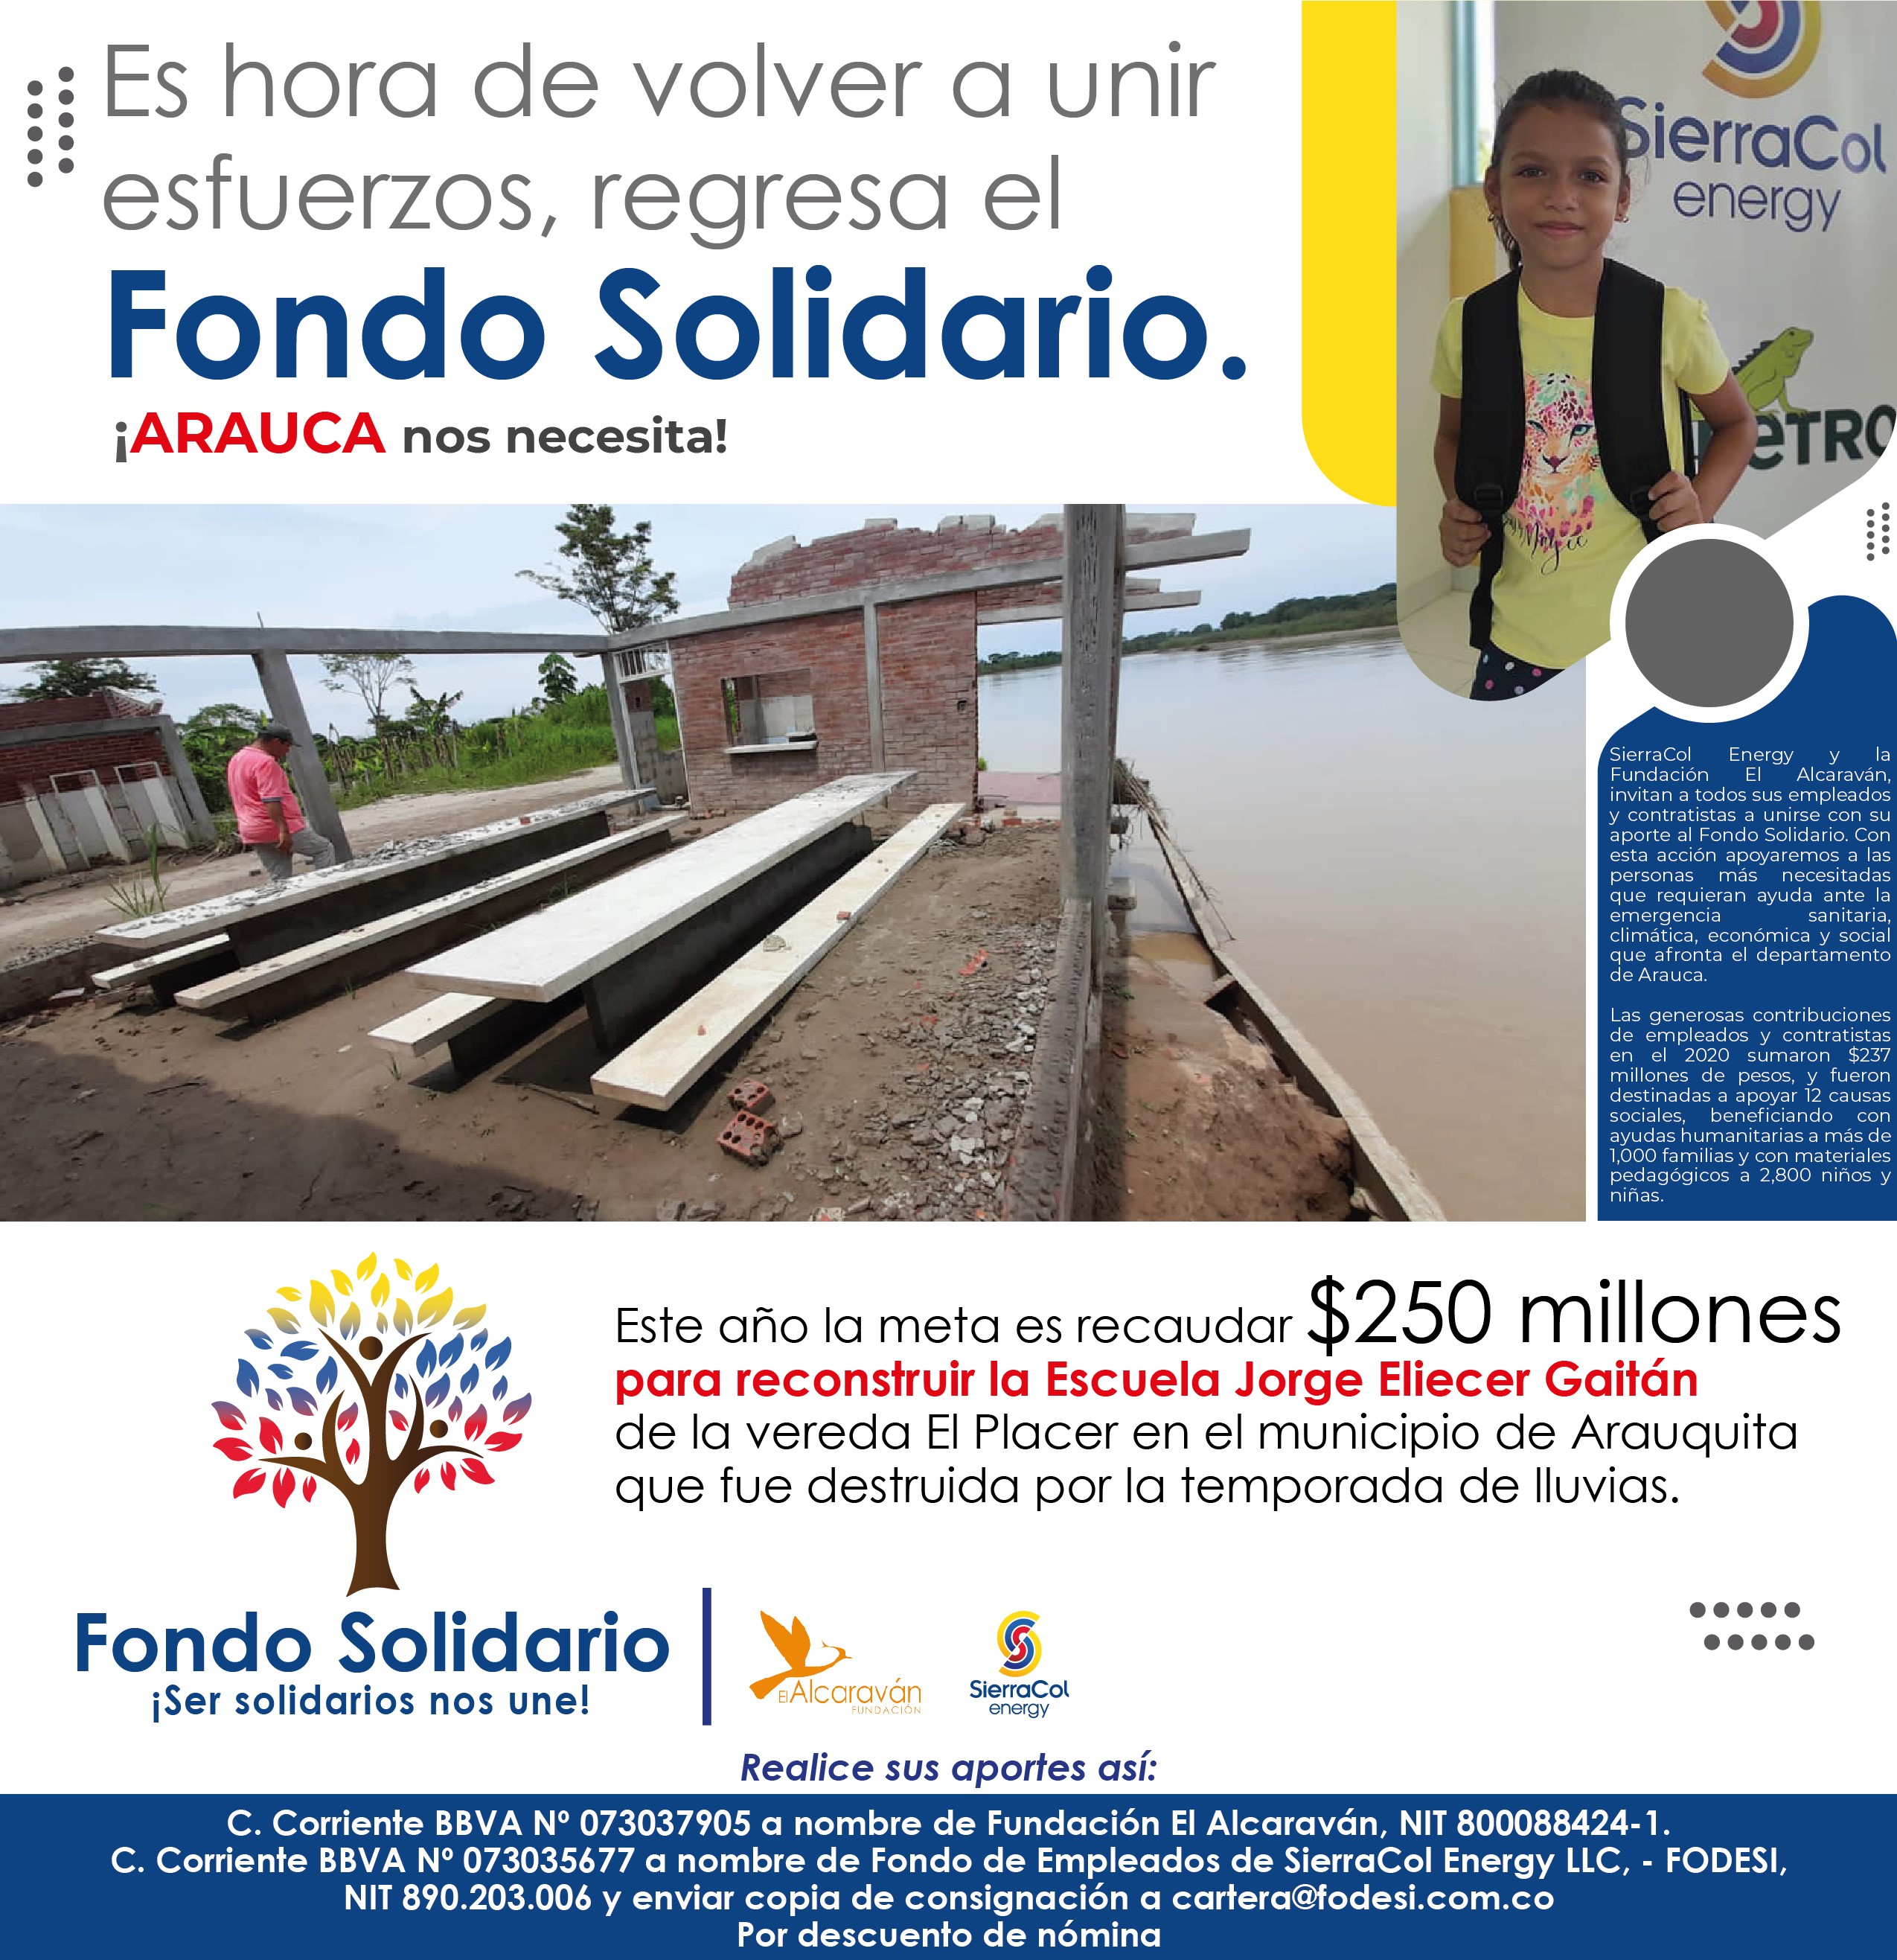 Es hora de volver a unir
esfuerzos, regresa el
Fondo Solidario.
¡ARAUCA nos necesita!
SierraCol
energy
PETRO
SierraCol Energy y la
Fundación El Alcaraván,
invitan a todos sus empleados
y contratistas a unirse con su
aporte al Fondo Solidario. Con
esta acción apoyaremos a las
personas más necesitadas
que requieran ayuda ante la
emergencia sanitaria,
climática, económica y social
que afronta el departamento
de Arauca.
Las generosas contribuciones
de empleados y contratistas
en el 2020 sumaron $237
millones de pesos, y fueron
destinadas a apoyar 12 causas
sociales, beneficiando con
ayudas humanitarias a más de
1,000 familias y con materiales
pedagógicos a 2,800 niños y
niñas.
Este año la meta es recaudar $250 millones
para reconstruir la Escuela Jorge Eliecer Gaitán
de la vereda El Placer en el municipio de Arauquita
que fue destruida por la temporada de lluvias.
Fondo Solidario
¡Ser solidarios nos une!
El Alcaraván
FUNDACIÓN
SierraCol
energy
Realice sus aportes así:
C. Corriente BBVA Nº 073037905 a nombre de Fundación El Alcaraván, NIT 800088424-1.
C. Corriente BBVA Nº 073035677 a nombre de Fondo de Empleados de SierraCol Energy LLC, - FODESI,
NIT 890.203.006 y enviar copia de consignación a cartera@fodesi.com.co
Por descuento de nómina